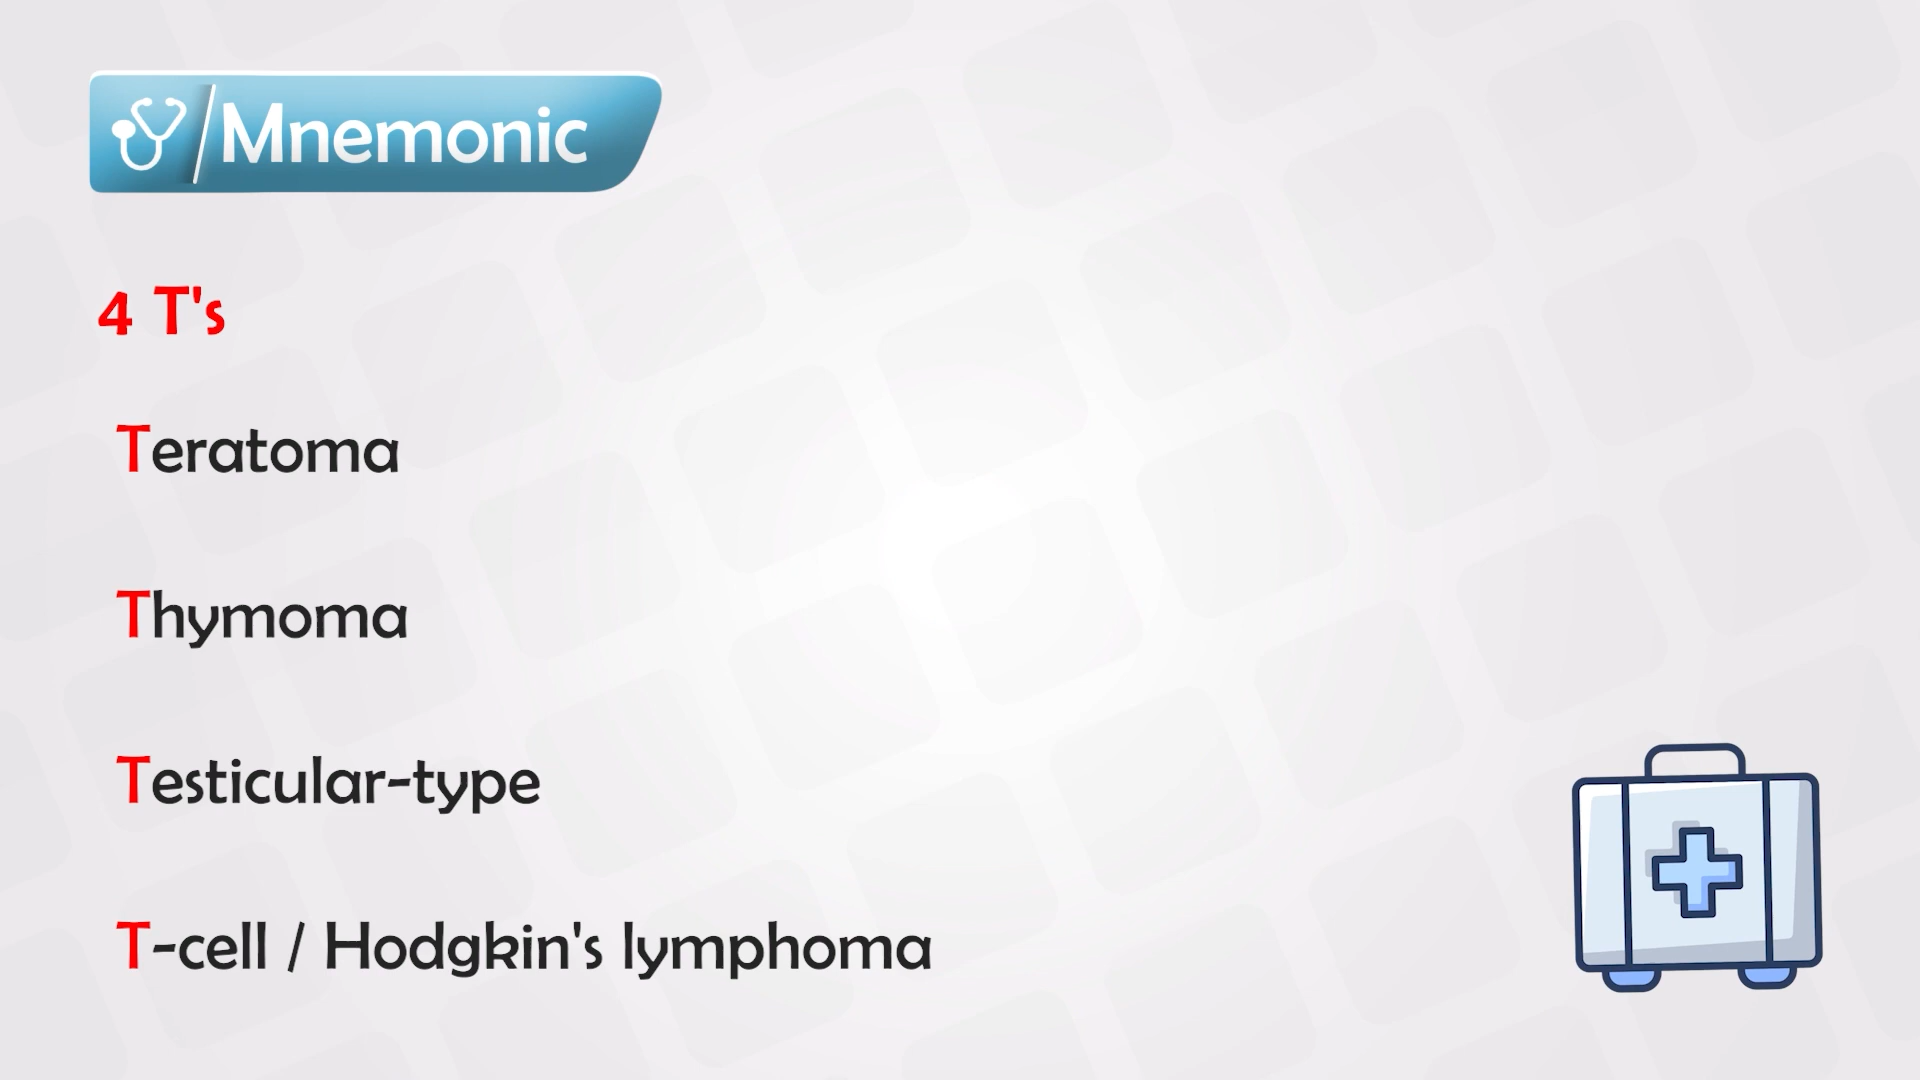 Mnemonic
4 T's
Teratoma
Thymoma
Testicular-type
T-cell / Hodgkin's lymphoma